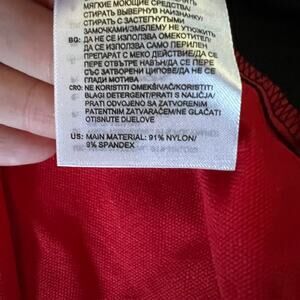 МЯГКИЕ МОЮЩИЕ СРЕДСТВА/
СТИРАТЬ ВЫВЕРНУВ НАИЗНАНКУ/
СТИРАТЬ С ЗАСТЕГНУТЫМИ
ЗАМОЧКАМИ/ЭМБЛЕМУ НЕ УТЮЖИТЬ
BG: ДА НЕ СЕ ИЗПОЛЗВА ОМЕКОТИТЕЛ/
ДА СЕ ИЗПОЛЗВА САМО ПЕРИЛЕН
ПРЕПАРАТ С МЕКО ДЕЙСТВИЕ/ДА СЕ
ПЕРЕ ОТВЪТРЕ НАВЪН/ДА СЕ ПЕРЕ
СЪС ЗАТВОРЕНИ ЦИПОВЕ/ДА НЕ СЕ
ГЛАДИ МОТИВА
CRO: NE KORISTITI OMEKŠIVAČ/KORISTITI
BLAGI DETERDŽENT/PRATI S NALIČJA/
PRATI ODVOJENO SA ZATVORENIM
PATENTNIM ZATVARAČEM/NE GLAČATI
OTISNUTE DIJELOVE
US: MAIN MATERIAL: 91% NYLON/
9% SPANDEX